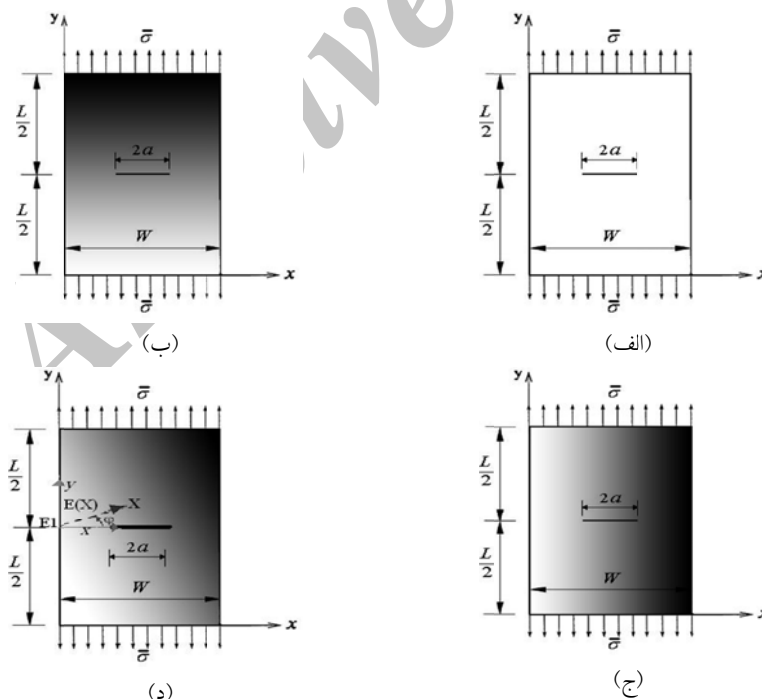 y
σ̄
L/2
2a
L/2
W
x
σ̄
(الف)
y
σ̄
L/2
2a
L/2
W
x
σ̄
(ب)
y
σ̄
L/2
2a
L/2
W
x
σ̄
(ج)
y
σ̄
L/2
y
E(X)
X
E1
φ
x
2a
L/2
W
x
σ̄
(د)